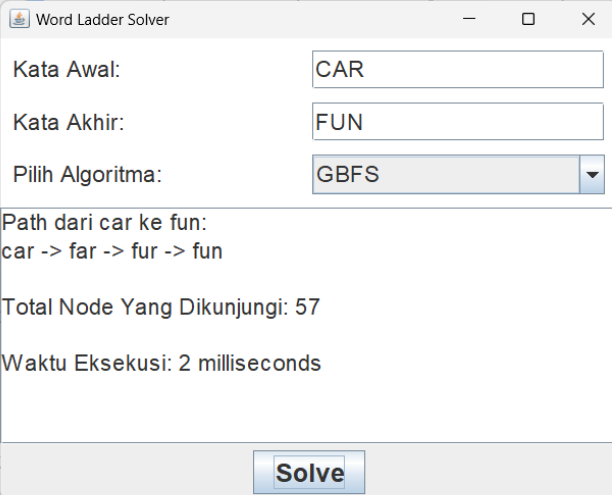 Word Ladder Solver
Kata Awal: CAR
Kata Akhir: FUN
Pilih Algoritma: GBFS
Path dari car ke fun:
car -> far -> fur -> fun
Total Node Yang Dikunjungi: 57
Waktu Eksekusi: 2 milliseconds
Solve